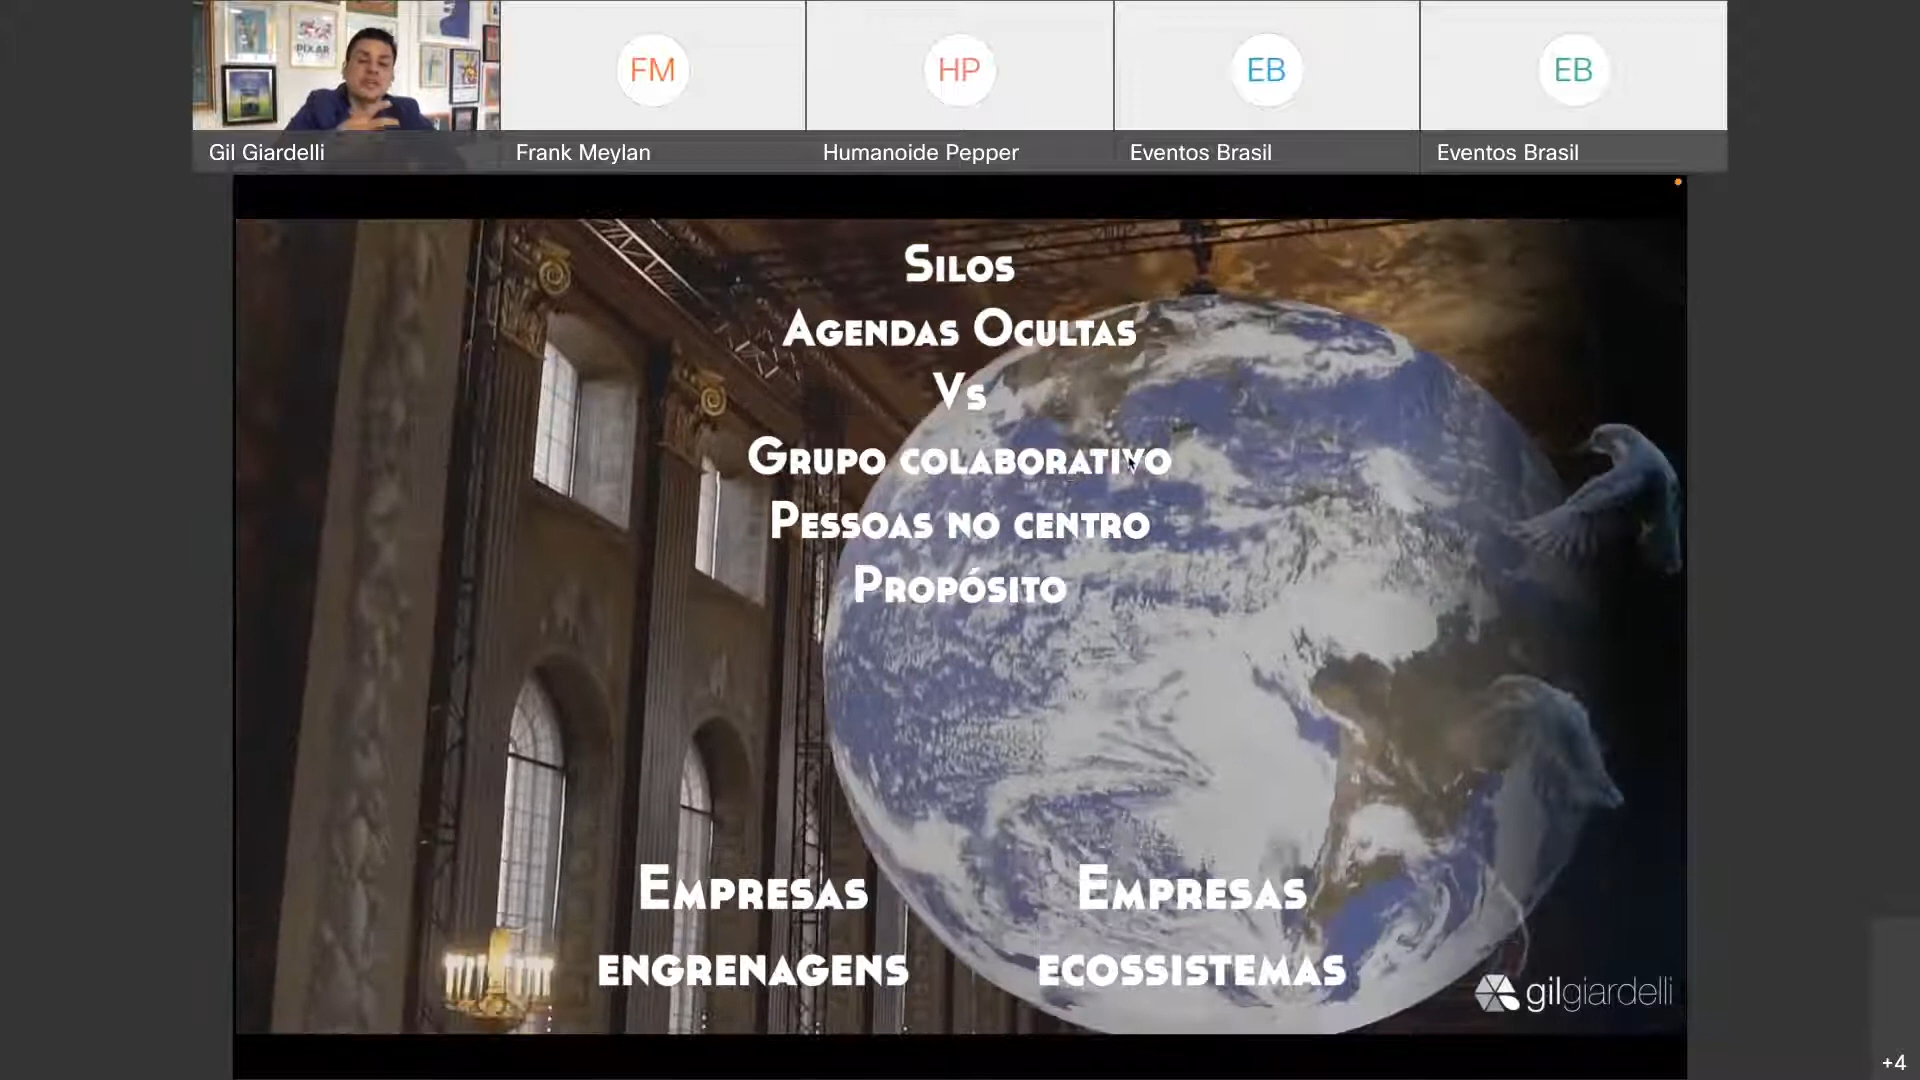 PIXAR
FM
HP
EB
EB
Gil Giardelli
Frank Meylan
Humanoide Pepper
Eventos Brasil
Eventos Brasil
Silos
Agendas Ocultas
Vs
Grupo colaborativo
Pessoas no centro
Propósito
Empresas
engrenagens
Empresas
ecossistemas
gilgiardelli
+4